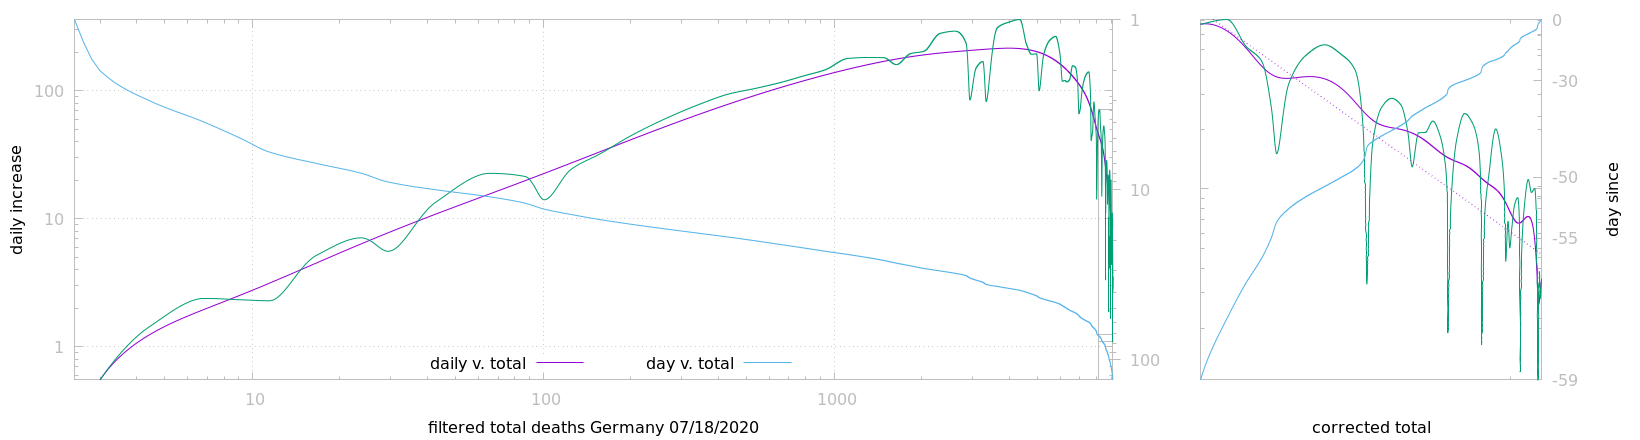 daily increase
100
10
1
10
100
1000
filtered total deaths Germany 07/18/2020
daily v. total
day v. total
1
10
100
corrected total
0
-30
-50
-55
-59
day since